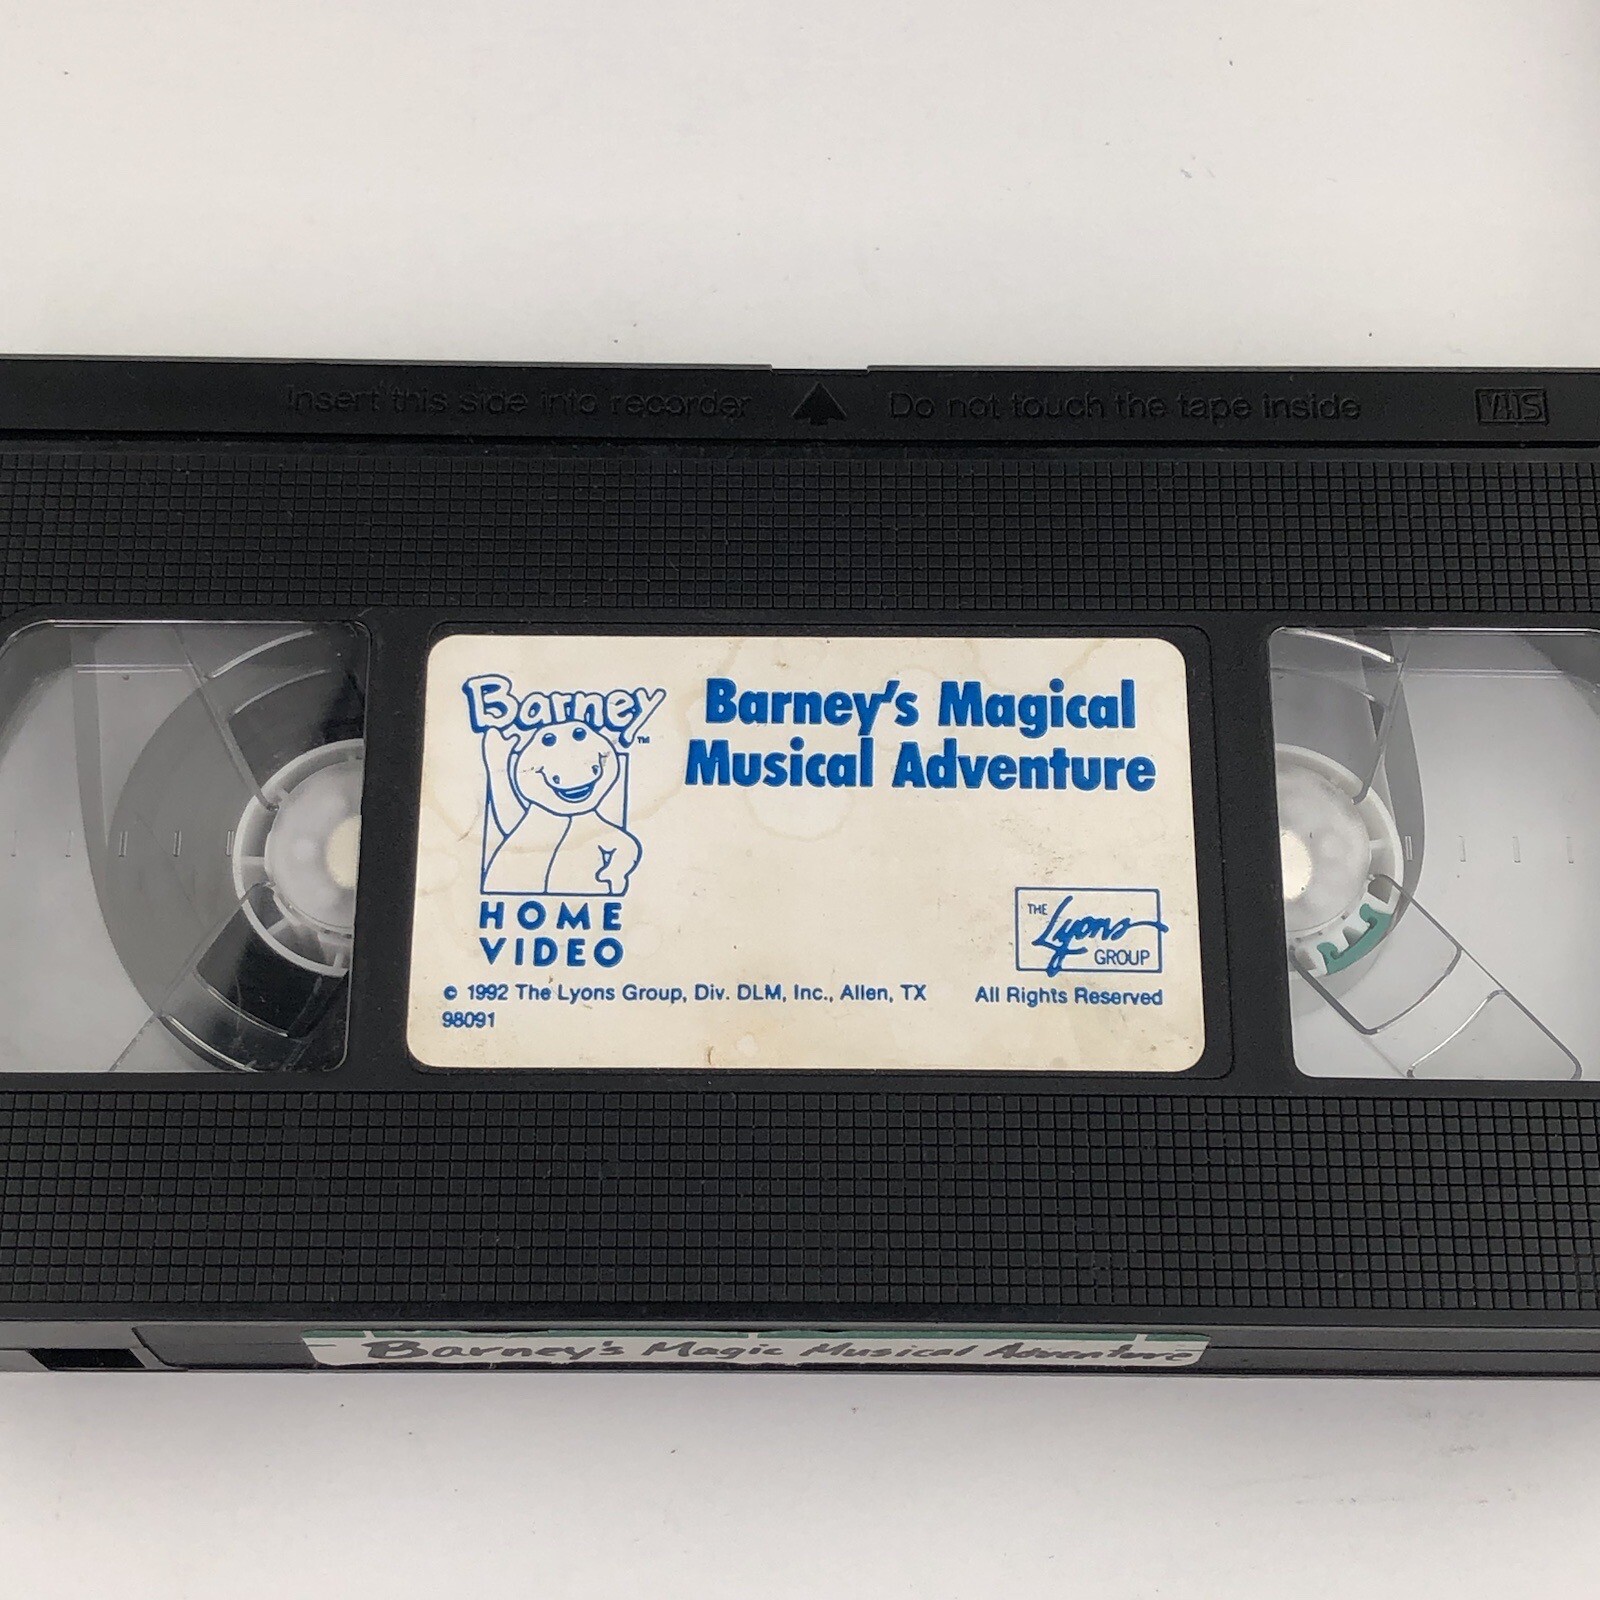 Insert this side into recorder Do not touch the tape inside VHS
Barney™
HOME
VIDEO
Barney's Magical
Musical Adventure
THE Lyons GROUP
© 1992 The Lyons Group, Div. DLM, Inc., Allen, TX All Rights Reserved
98091
Barney's Magic Musical Adventure